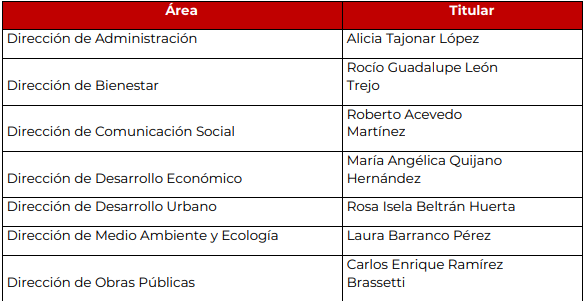 Área Titular
Dirección de Administración Alicia Tajonar López
Rocío Guadalupe León
Dirección de Bienestar Trejo
Roberto Acevedo
Dirección de Comunicación Social Martínez
María Angélica Quijano
Dirección de Desarrollo Económico Hernández
Dirección de Desarrollo Urbano Rosa Isela Beltrán Huerta
Dirección de Medio Ambiente y Ecología Laura Barranco Pérez
Carlos Enrique Ramírez
Dirección de Obras Públicas Brassetti